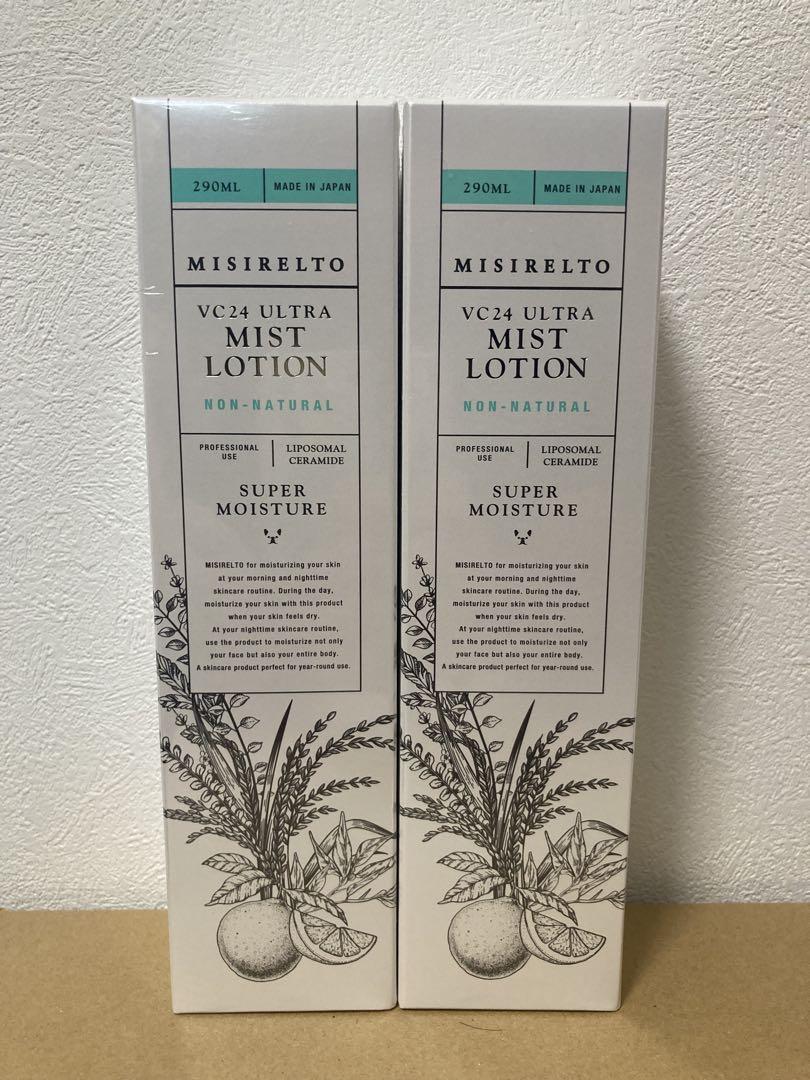 290ML MADE IN JAPAN
MISIRELTO
VC24 ULTRA
MIST
LOTION
NON-NATURAL
PROFESSIONAL
USE
LIPOSOMAL
CERAMIDE
SUPER
MOISTURE
MISIRELTO for moisturizing your skin
at your morning and nighttime
skincare routine. During the day,
moisturize your skin with this product
when your skin feels dry.
At your nighttime skincare routine,
use the product to moisturize not only
your face but also your entire body.
A skincare product perfect for year-round use.
290ML MADE IN JAPAN
MISIRELTO
VC24 ULTRA
MIST
LOTION
NON-NATURAL
PROFESSIONAL
USE
LIPOSOMAL
CERAMIDE
SUPER
MOISTURE
MISIRELTO for moisturizing your skin
at your morning and nighttime
skincare routine. During the day,
moisturize your skin with this product
when your skin feels dry.
At your nighttime skincare routine,
use the product to moisturize not only
your face but also your entire body.
A skincare product perfect for year-round use.